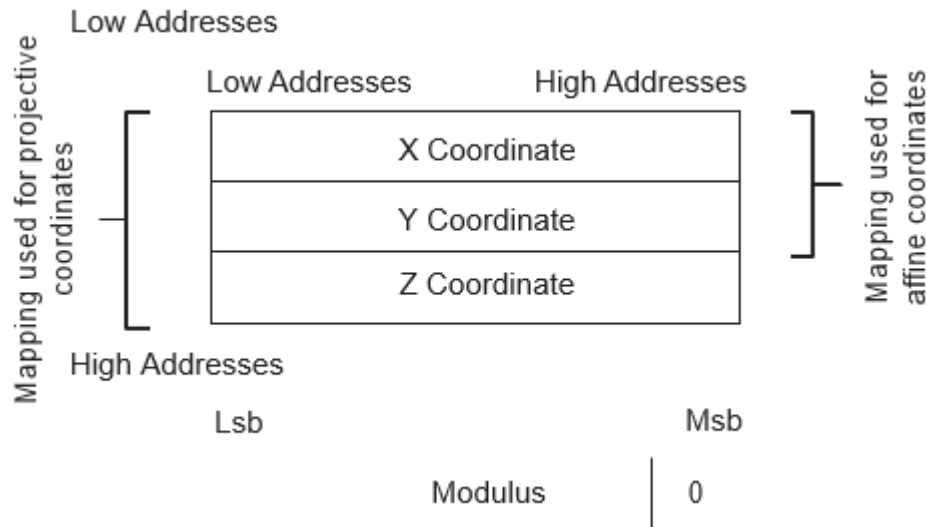 Low Addresses
Low Addresses High Addresses
Mapping used for projective
coordinates
X Coordinate
Y Coordinate
Z Coordinate
Mapping used for
affine coordinates
High Addresses
Lsb Msb
Modulus 0